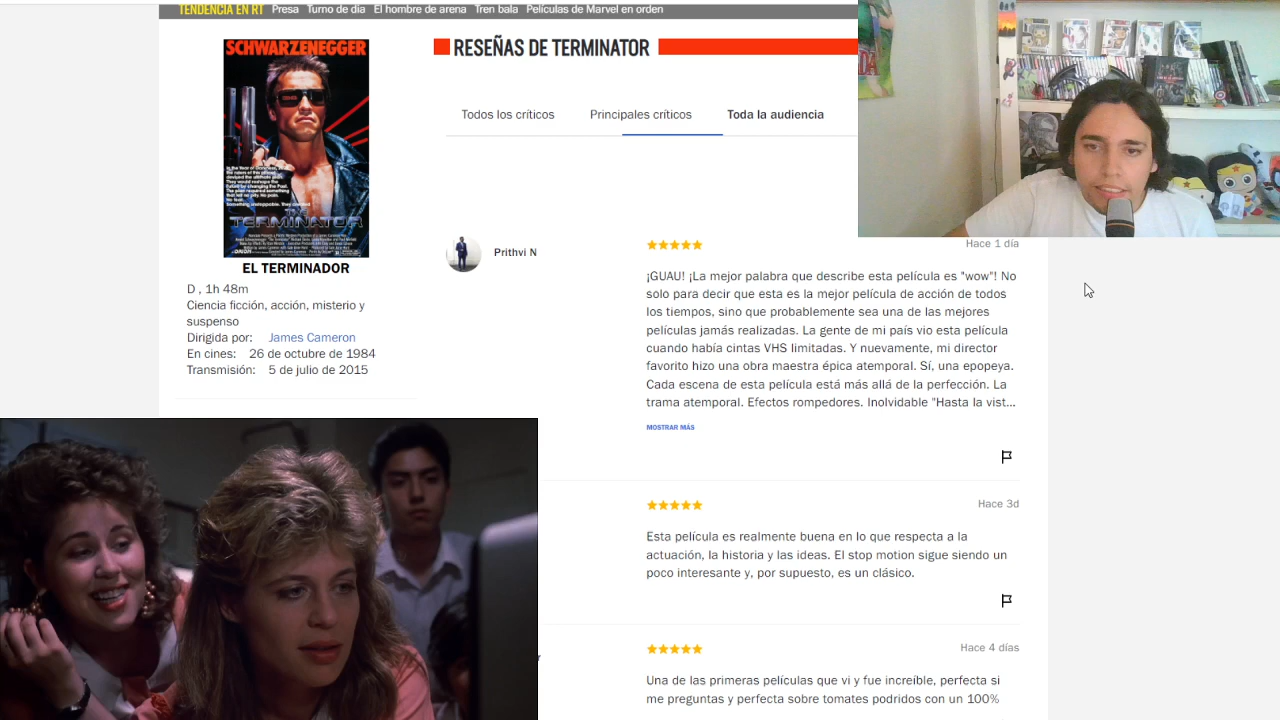 TENDENCIA EN RT Presa Turno de día El hombre de arena Tren bala Películas de Marvel en orden
SCHWARZENEGGER
THE
TERMINATOR
EL TERMINADOR
D , 1h 48m
Ciencia ficción, acción, misterio y
suspenso
Dirigida por: James Cameron
En cines: 26 de octubre de 1984
Transmisión: 5 de julio de 2015
RESEÑAS DE TERMINATOR
Todos los críticos Principales críticos Toda la audiencia
Prithvi N
Hace 1 día
¡GUAU! ¡La mejor palabra que describe esta película es "wow"! No
solo para decir que esta es la mejor película de acción de todos
los tiempos, sino que probablemente sea una de las mejores
películas jamás realizadas. La gente de mi país vio esta película
cuando había cintas VHS limitadas. Y nuevamente, mi director
favorito hizo una obra maestra épica atemporal. Sí, una epopeya.
Cada escena de esta película está más allá de la perfección. La
trama atemporal. Efectos rompedores. Inolvidable "Hasta la vist...
MOSTRAR MÁS
Hace 3d
Esta película es realmente buena en lo que respecta a la
actuación, la historia y las ideas. El stop motion sigue siendo un
poco interesante y, por supuesto, es un clásico.
Hace 4 días
Una de las primeras películas que vi y fue increíble, perfecta si
me preguntas y perfecta sobre tomates podridos con un 100%